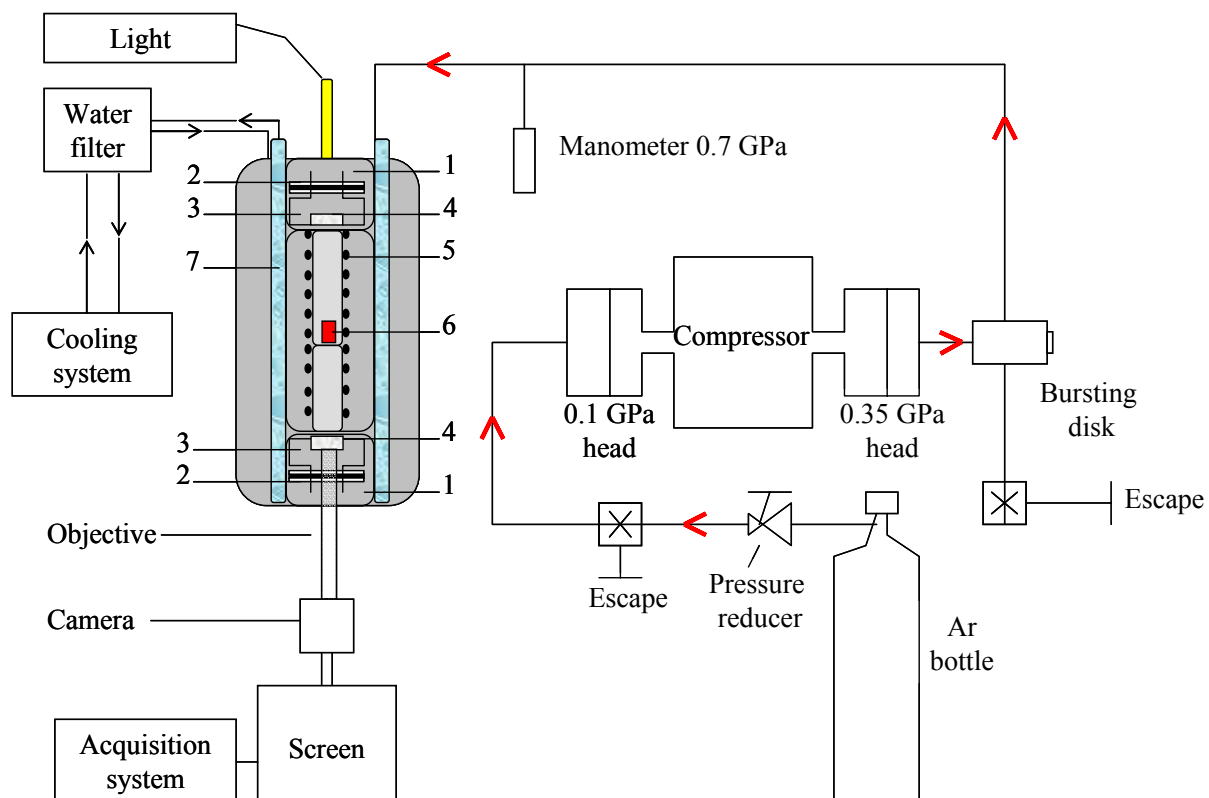 Light
Water
filter
Cooling
system
2
3
7
1
4
5
6
3
2
4
1
Manometer 0.7 GPa
Compressor
0.1 GPa
head
0.35 GPa
head
Bursting
disk
Escape
Escape
Pressure
reducer
Ar
bottle
Objective
Camera
Acquisition
system
Screen